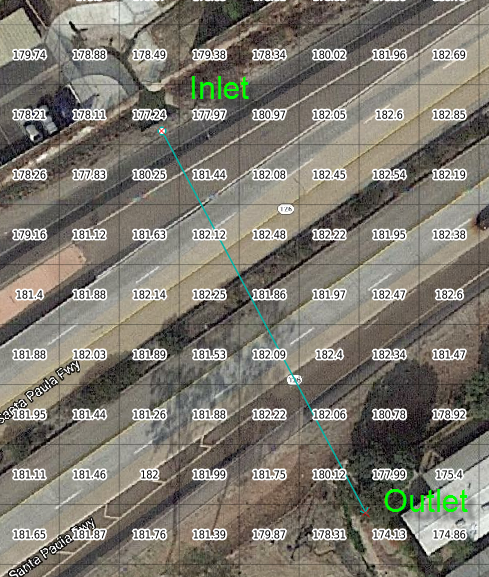 179.74 178.88 178.49 179.38 178.34 180.02 181.96 182.69
Inlet
178.21 178.11 177.24 177.97 180.97 182.05 182.6 182.85
178.26 177.83 180.25 181.44 182.08 182.45 182.54 182.19
126
179.16 181.12 181.63 182.12 182.48 182.22 181.95 182.38
181.4 181.88 182.14 182.25 181.86 181.97 182.47 182.6
181.88 182.03 181.89 181.53 182.09 182.4 182.34 181.47
Santa Paula Fwy
126
181.95 181.44 181.26 181.88 182.22 182.06 180.78 178.92
181.11 181.46 182 181.99 181.75 180.12 177.99 175.4
Outlet
181.65 181.87 181.76 181.39 179.87 178.31 174.13 174.86
Santa Paula Fwy